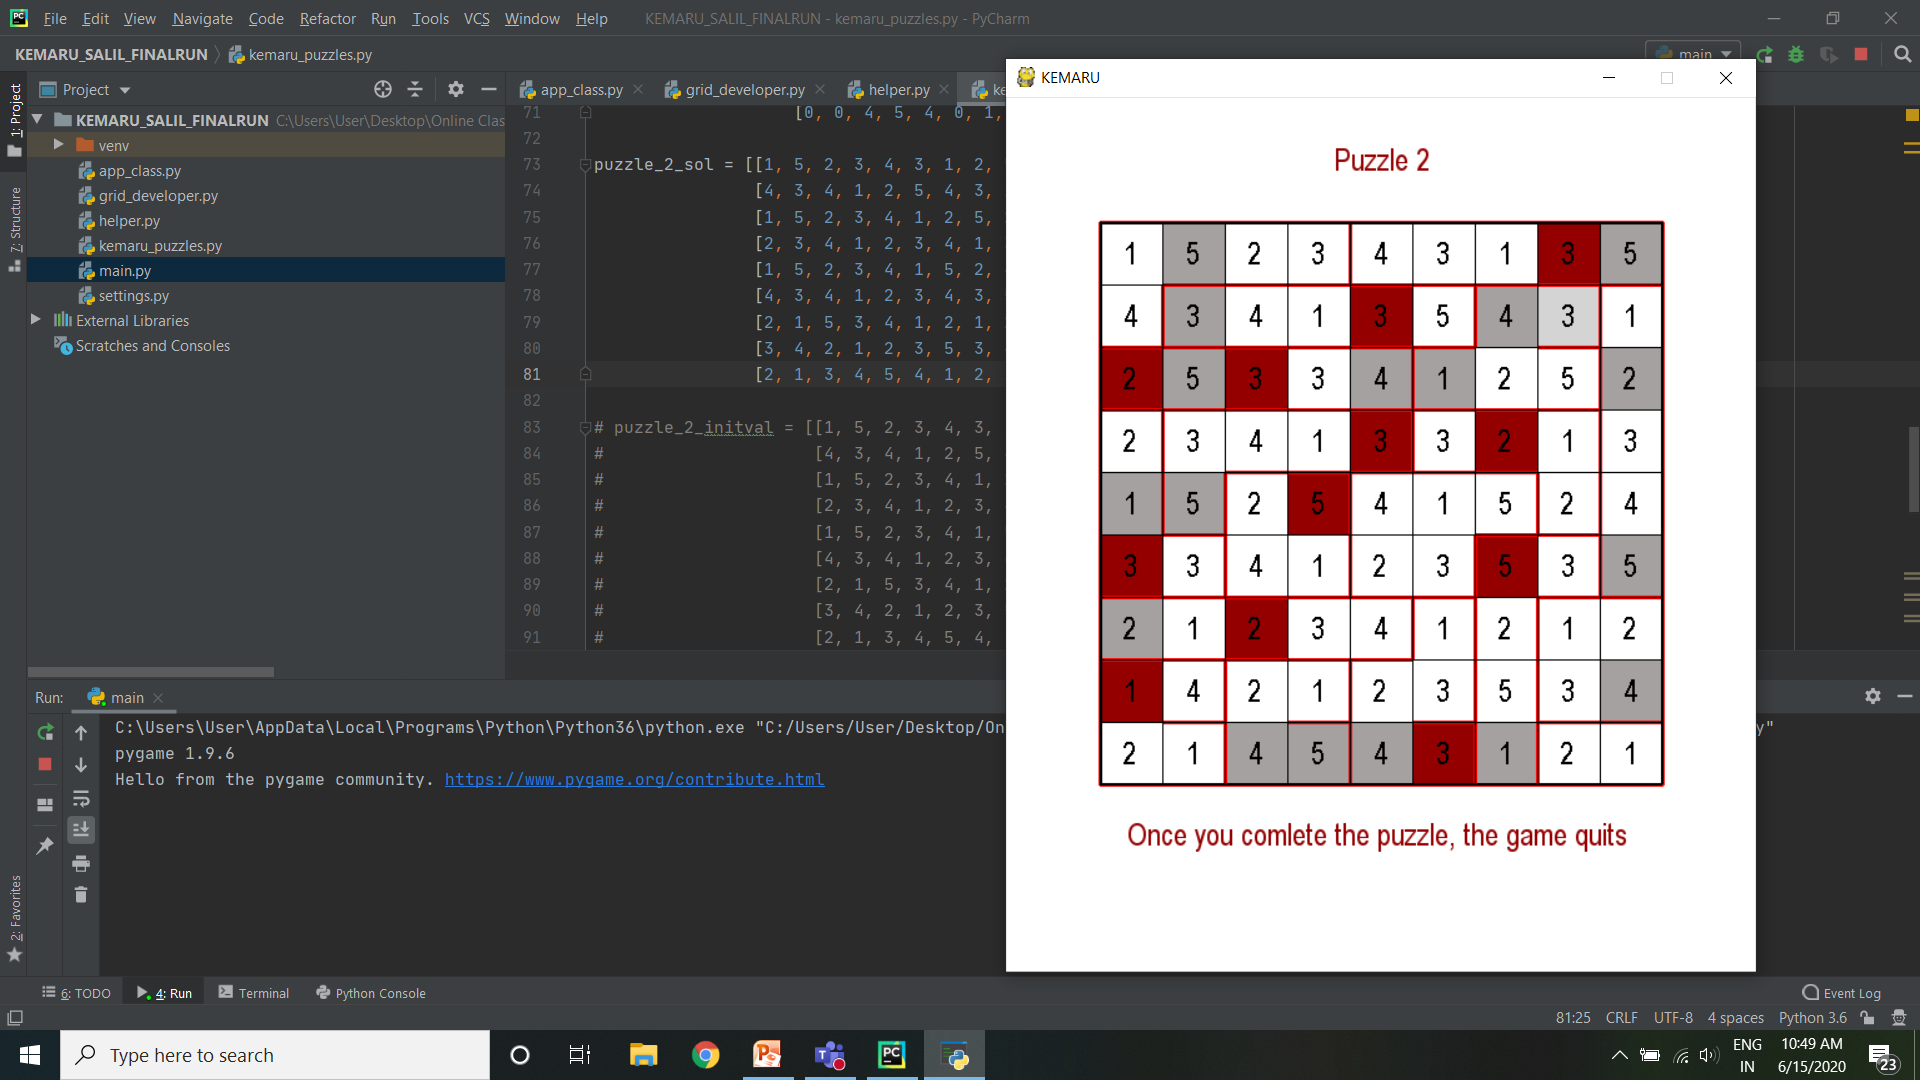 File Edit View Navigate Code Refactor Run Tools VCS Window Help KEMARU_SALIL_FINALRUN - kemaru_puzzles.py - PyCharm
KEMARU_SALIL_FINALRUN kemaru_puzzles.py main
Project
app_class.py grid_developer.py helper.py ke
1: Project
7: Structure
2: Favorites
KEMARU_SALIL_FINALRUN C:\Users\User\Desktop\Online Clas
venv
app_class.py
grid_developer.py
helper.py
kemaru_puzzles.py
main.py
settings.py
External Libraries
Scratches and Consoles
71 [0, 0, 4, 5, 4, 0, 1,
72
73 puzzle_2_sol = [[1, 5, 2, 3, 4, 3, 1, 2,
74 [4, 3, 4, 1, 2, 5, 4, 3,
75 [1, 5, 2, 3, 4, 1, 2, 5,
76 [2, 3, 4, 1, 2, 3, 4, 1,
77 [1, 5, 2, 3, 4, 1, 5, 2,
78 [4, 3, 4, 1, 2, 3, 4, 3,
79 [2, 1, 5, 3, 4, 1, 2, 1,
80 [3, 4, 2, 1, 2, 3, 5, 3,
81 [2, 1, 3, 4, 5, 4, 1, 2,
82
83 # puzzle_2_initval = [[1, 5, 2, 3, 4, 3,
84 # [4, 3, 4, 1, 2, 5,
85 # [1, 5, 2, 3, 4, 1,
86 # [2, 3, 4, 1, 2, 3,
87 # [1, 5, 2, 3, 4, 1,
88 # [4, 3, 4, 1, 2, 3,
89 # [2, 1, 5, 3, 4, 1,
90 # [3, 4, 2, 1, 2, 3,
91 # [2, 1, 3, 4, 5, 4,
KEMARU
Puzzle 2
1 5 2 3 4 3 1 3 5
4 3 4 1 3 5 4 3 1
2 5 3 3 4 1 2 5 2
2 3 4 1 3 3 2 1 3
1 5 2 5 4 1 5 2 4
3 3 4 1 2 3 5 3 5
2 1 2 3 4 1 2 1 2
1 4 2 1 2 3 5 3 4
2 1 4 5 4 3 1 2 1
Once you comlete the puzzle, the game quits
Run: main
C:\Users\User\AppData\Local\Programs\Python\Python36\python.exe "C:/Users/User/Desktop/On y"
pygame 1.9.6
Hello from the pygame community. https://www.pygame.org/contribute.html
6: TODO 4: Run Terminal Python Console Event Log
81:25 CRLF UTF-8 4 spaces Python 3.6
Type here to search
ENG
IN
10:49 AM
6/15/2020
23